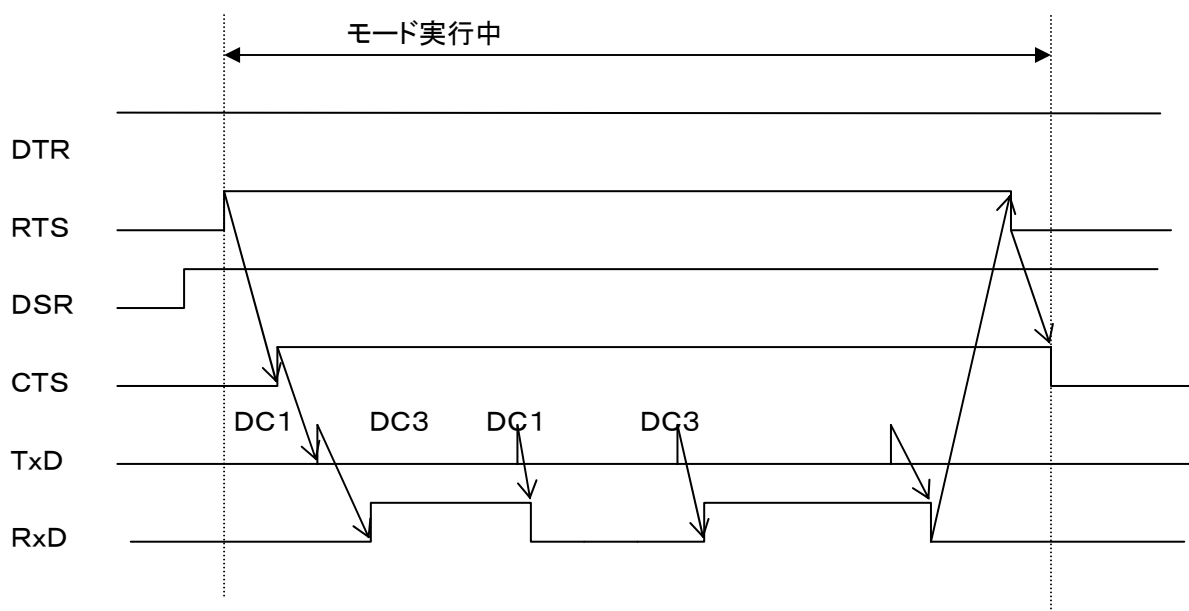 モード実行中
DTR
RTS
DSR
CTS
DC1 DC3 DC1 DC3
TxD
RxD